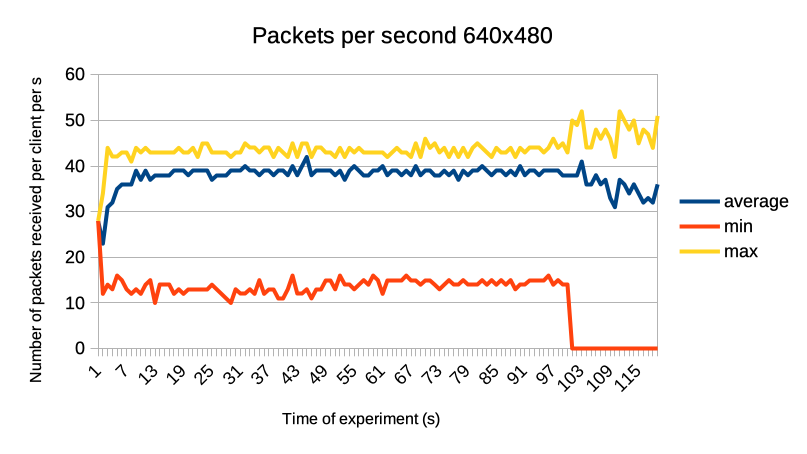 Packets per second 640x480
Number of packets received per client per s
60
50
40
30
20
10
0
1 7 13 19 25 31 37 43 49 55 61 67 73 79 85 91 97 103 109 115
Time of experiment (s)
average
min
max